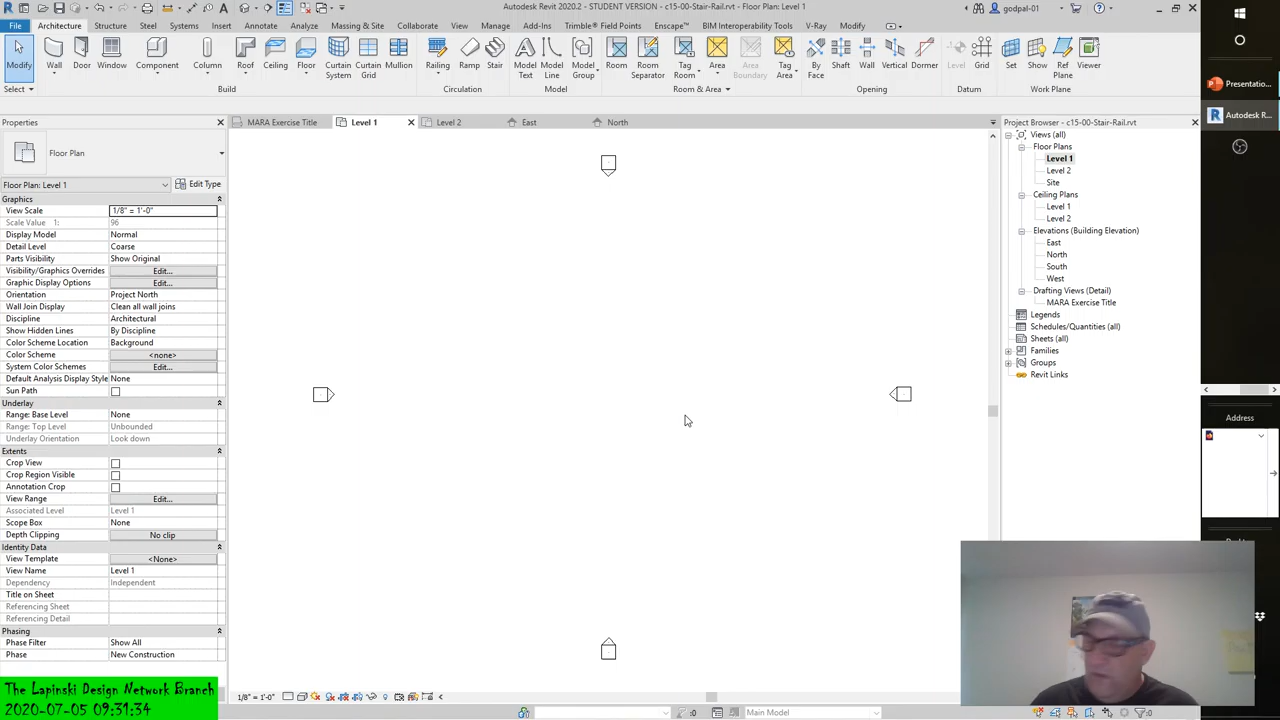 Autodesk Revit 2020.2 - STUDENT VERSION - c15-00-Stair-Rail.rvt - Floor Plan: Level 1
godpal-01
File Architecture Structure Steel Systems Insert Annotate Analyze Massing & Site Collaborate View Manage Add-Ins Trimble® Field Points Enscape™ BIM Interoperability Tools V-Ray Modify
Modify Wall Door Window Component Column Roof Ceiling Floor Curtain System Curtain Grid Mullion Railing Ramp Stair Model Text Model Line Model Group Room Room Separator Tag Room Area Area Boundary Tag Area By Face Shaft Wall Vertical Dormer Level Grid Set Show Ref Plane Viewer
Select Build Circulation Model Room & Area Opening Datum Work Plane
Properties
MARA Exercise Title Level 1 Level 2 East North
Floor Plan
Floor Plan: Level 1 Edit Type
Graphics
View Scale 1/8" = 1'-0"
Scale Value 1: 96
Display Model Normal
Detail Level Coarse
Parts Visibility Show Original
Visibility/Graphics Overrides Edit...
Graphic Display Options Edit...
Orientation Project North
Wall Join Display Clean all wall joins
Discipline Architectural
Show Hidden Lines By Discipline
Color Scheme Location Background
Color Scheme <none>
System Color Schemes Edit...
Default Analysis Display Style None
Sun Path
Underlay
Range: Base Level None
Range: Top Level Unbounded
Underlay Orientation Look down
Extents
Crop View
Crop Region Visible
Annotation Crop
View Range Edit...
Associated Level Level 1
Scope Box None
Depth Clipping No clip
Identity Data
View Template <None>
View Name Level 1
Dependency Independent
Title on Sheet
Referencing Sheet
Referencing Detail
Phasing
Phase Filter Show All
Phase New Construction
The Lapinski Design Network Branch
2020-07-05 09:31:34
1/8" = 1'-0"
:0 Main Model :0
Project Browser - c15-00-Stair-Rail.rvt
Views (all)
Floor Plans
Level 1
Level 2
Site
Ceiling Plans
Level 1
Level 2
Elevations (Building Elevation)
East
North
South
West
Drafting Views (Detail)
MARA Exercise Title
Legends
Schedules/Quantities (all)
Sheets (all)
Families
Groups
Revit Links
Presentatio...
Autodesk R...
Address